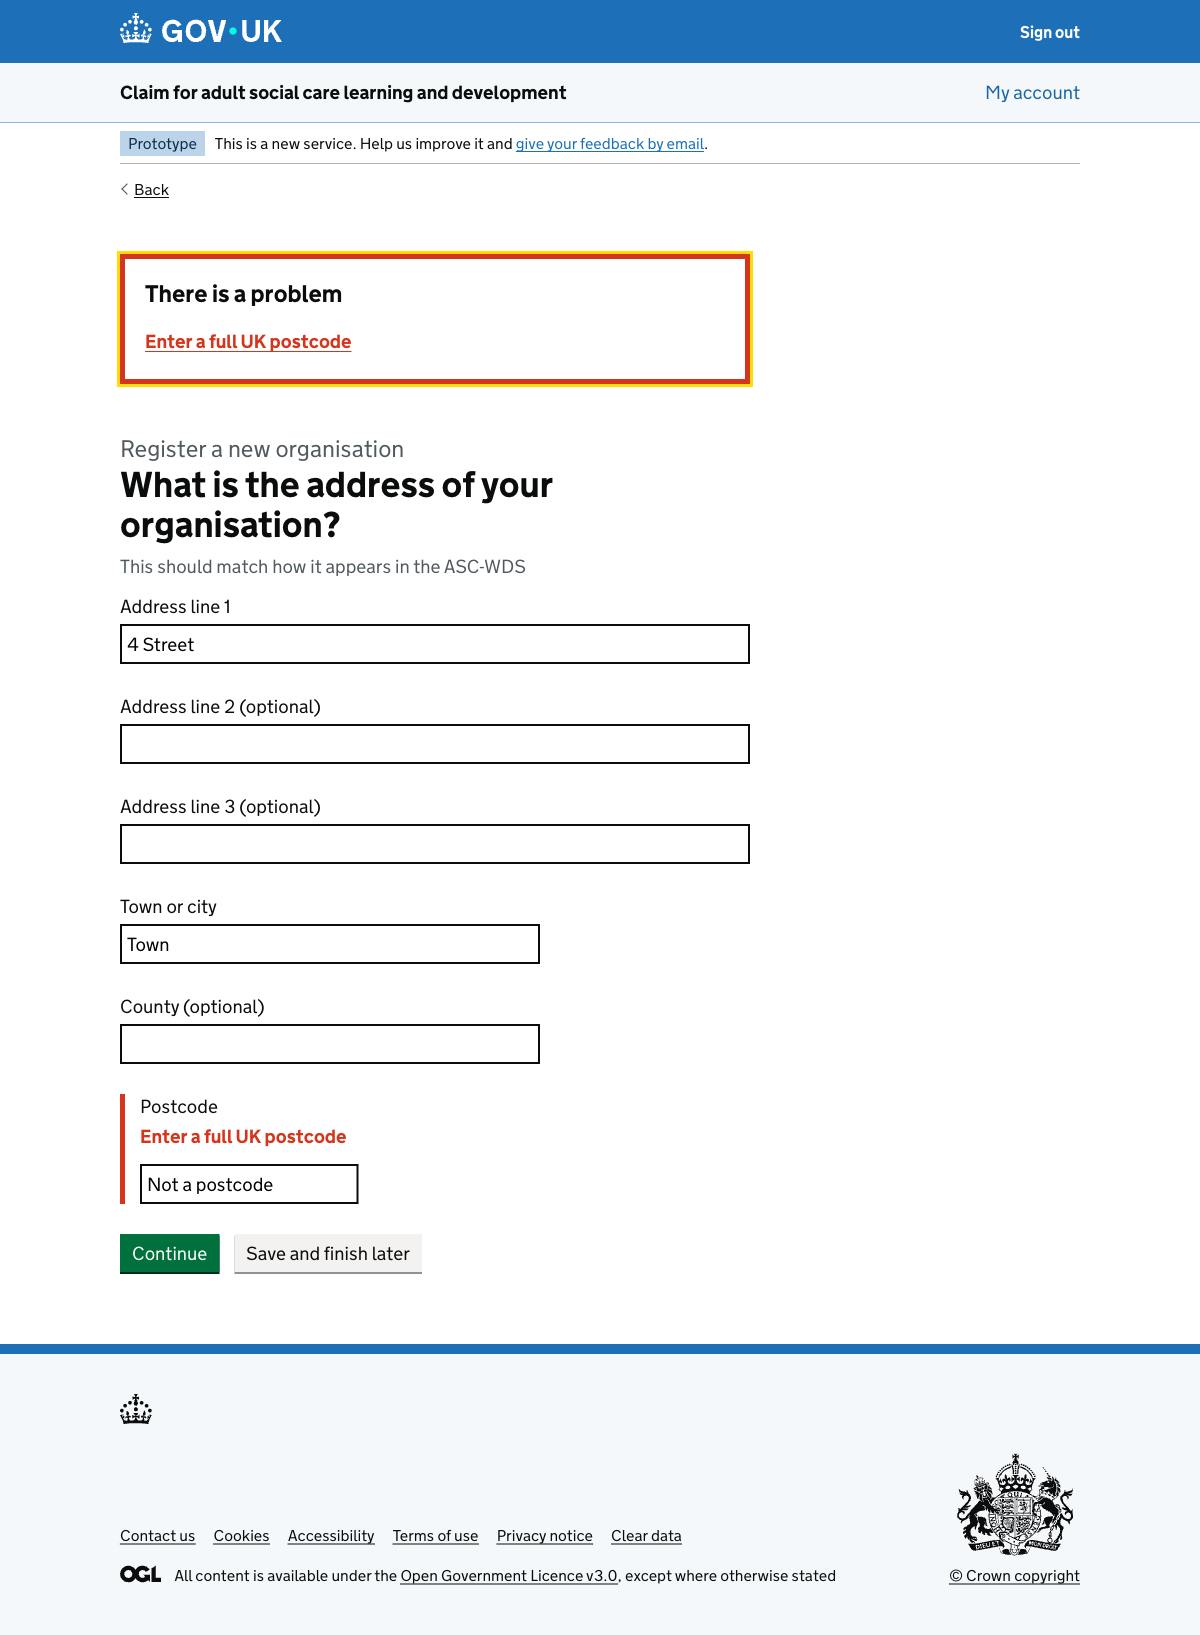 GOV·UK
Sign out
Claim for adult social care learning and development
My account
Prototype This is a new service. Help us improve it and give your feedback by email.
Back
There is a problem
Enter a full UK postcode
Register a new organisation
What is the address of your
organisation?
This should match how it appears in the ASC-WDS
Address line 1
4 Street
Address line 2 (optional)
Address line 3 (optional)
Town or city
Town
County (optional)
Postcode
Enter a full UK postcode
Not a postcode
Continue Save and finish later
Contact us Cookies Accessibility Terms of use Privacy notice Clear data
OGL All content is available under the Open Government Licence v3.0, except where otherwise stated
© Crown copyright